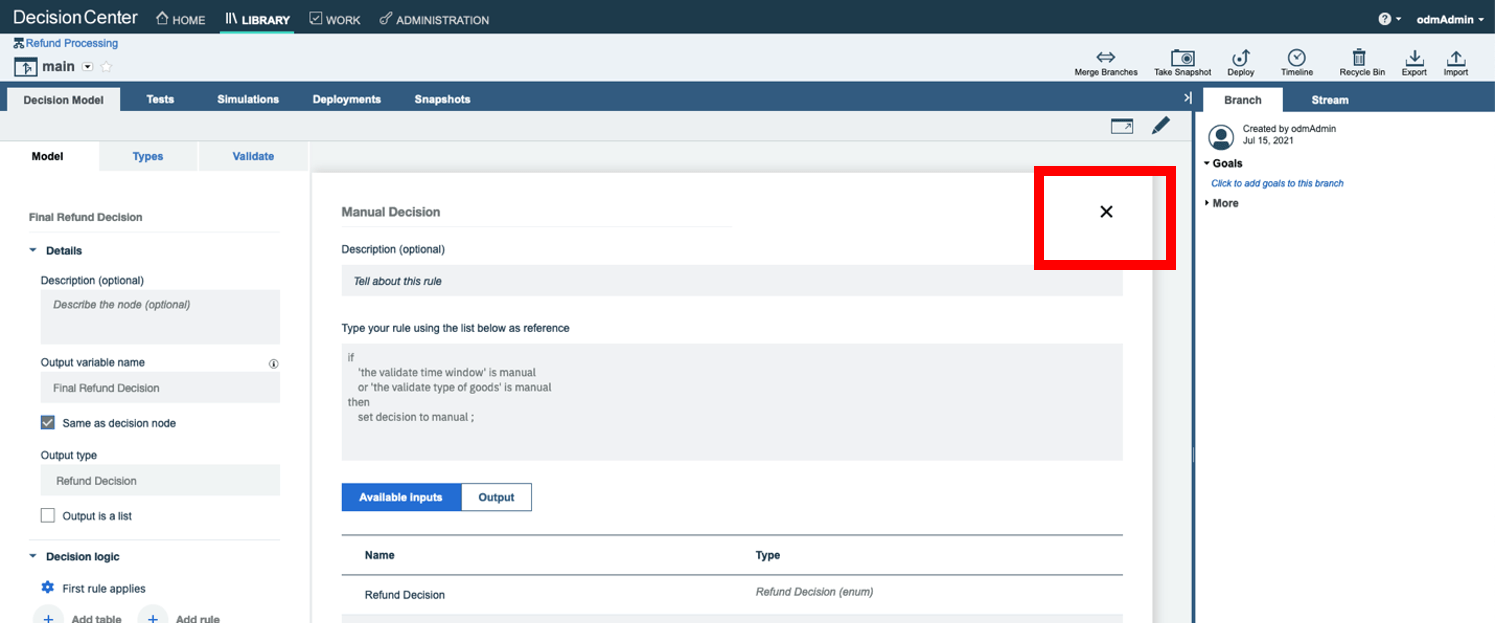 DecisionCenter HOME LIBRARY WORK ADMINISTRATION ? odmAdmin
Refund Processing
main
Merge Branches Take Snapshot Deploy Timeline Recycle Bin Export Import
Decision Model Tests Simulations Deployments Snapshots
Branch Stream
Created by odmAdmin
Jul 15, 2021
Goals
Click to add goals to this branch
More
Model Types Validate
Final Refund Decision
Details
Description (optional)
Describe the node (optional)
Output variable name
Final Refund Decision
Same as decision node
Output type
Refund Decision
Output is a list
Decision logic
First rule applies
+ Add table + Add rule
Manual Decision
Description (optional)
Tell about this rule
Type your rule using the list below as reference
if
'the validate time window' is manual
or 'the validate type of goods' is manual
then
set decision to manual ;
Available Inputs Output
Name Type
Refund Decision Refund Decision (enum)